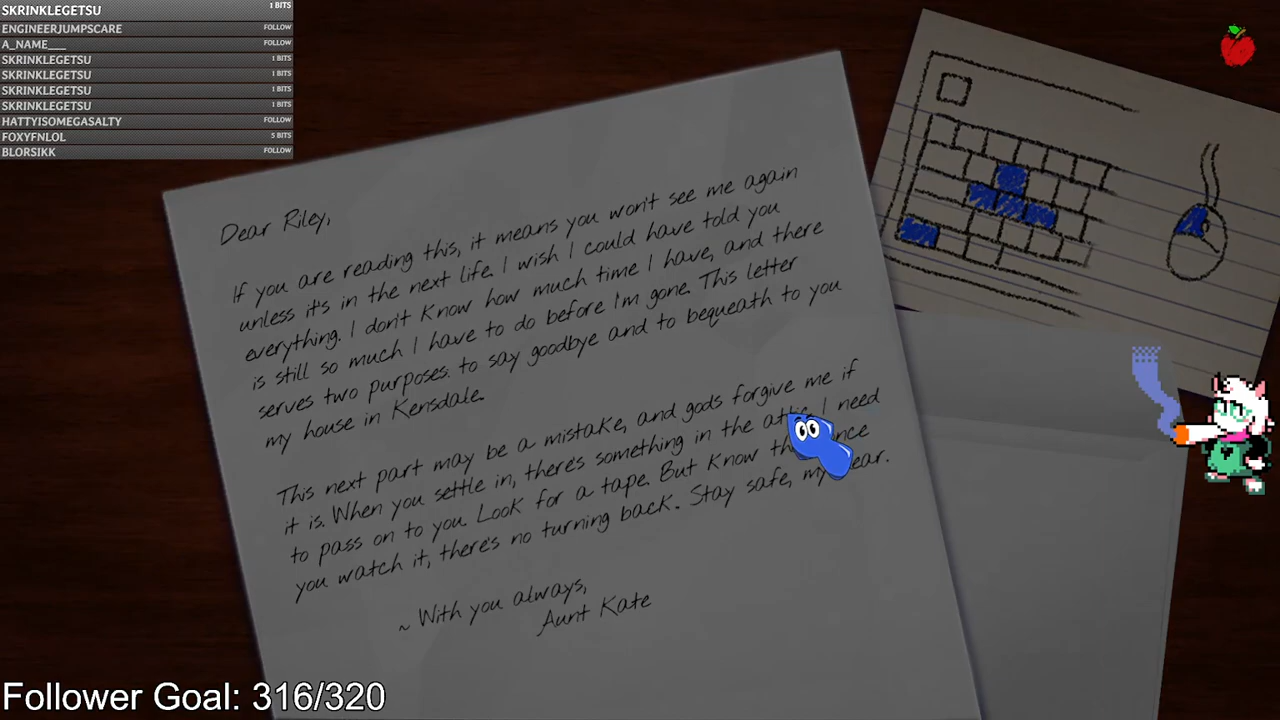 SKRINKLEGETSU 1 BITS
ENGINEERJUMPSCARE FOLLOW
A_NAME___ FOLLOW
SKRINKLEGETSU 1 BITS
SKRINKLEGETSU 1 BITS
SKRINKLEGETSU 1 BITS
SKRINKLEGETSU 1 BITS
HATTYISOMEGASALTY FOLLOW
FOXYFNLOL 5 BITS
BLORSIKK FOLLOW
Dear Riley,
If you are reading this, it means you won't see me again
unless it's in the next life. I wish I could have told you
everything. I don't know how much time I have, and there
is still so much I have to do before I'm gone. This letter
serves two purposes: to say goodbye and to bequeath to you
my house in Kensdale.
This next part may be a mistake, and gods forgive me if
it is. When you settle in, there's something in the attic I need
to pass on to you. Look for a tape. But know
you watch it, there's no turning back. Stay safe, my
~ With you always,
Aunt Kate
Follower Goal: 316/320